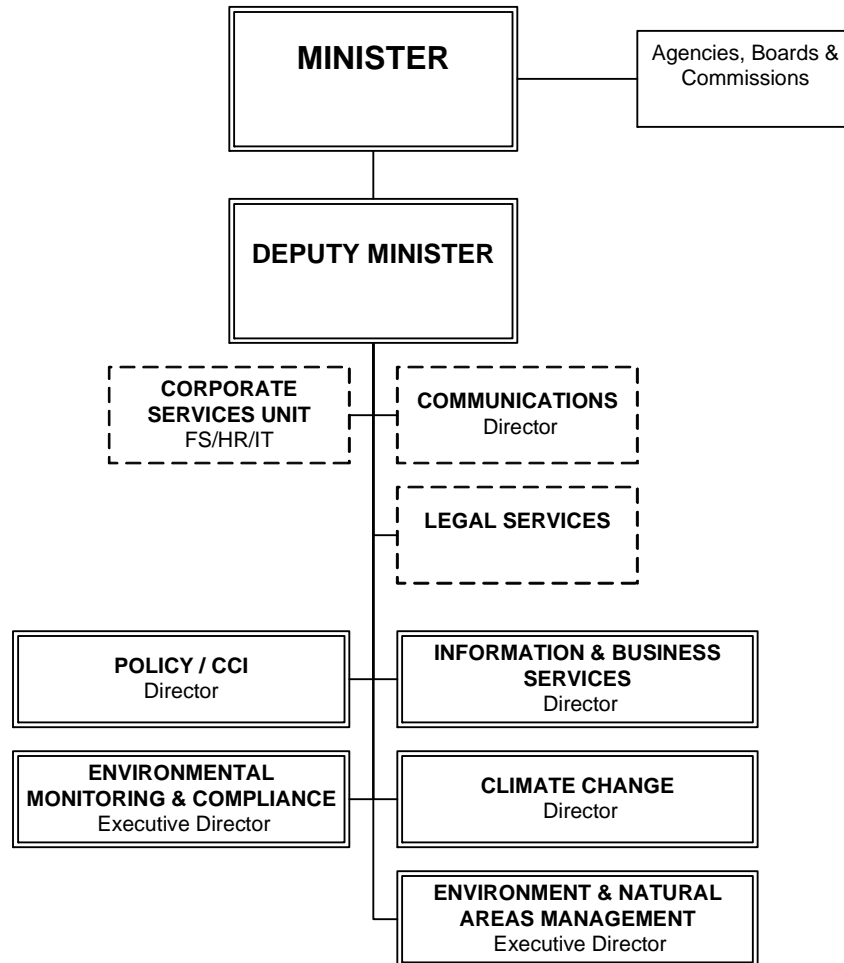 MINISTER
Agencies, Boards &
Commissions
DEPUTY MINISTER
CORPORATE
SERVICES UNIT
FS/HR/IT
COMMUNICATIONS
Director
LEGAL SERVICES
POLICY / CCI
Director
INFORMATION & BUSINESS
SERVICES
Director
ENVIRONMENTAL
MONITORING & COMPLIANCE
Executive Director
CLIMATE CHANGE
Director
ENVIRONMENT & NATURAL
AREAS MANAGEMENT
Executive Director